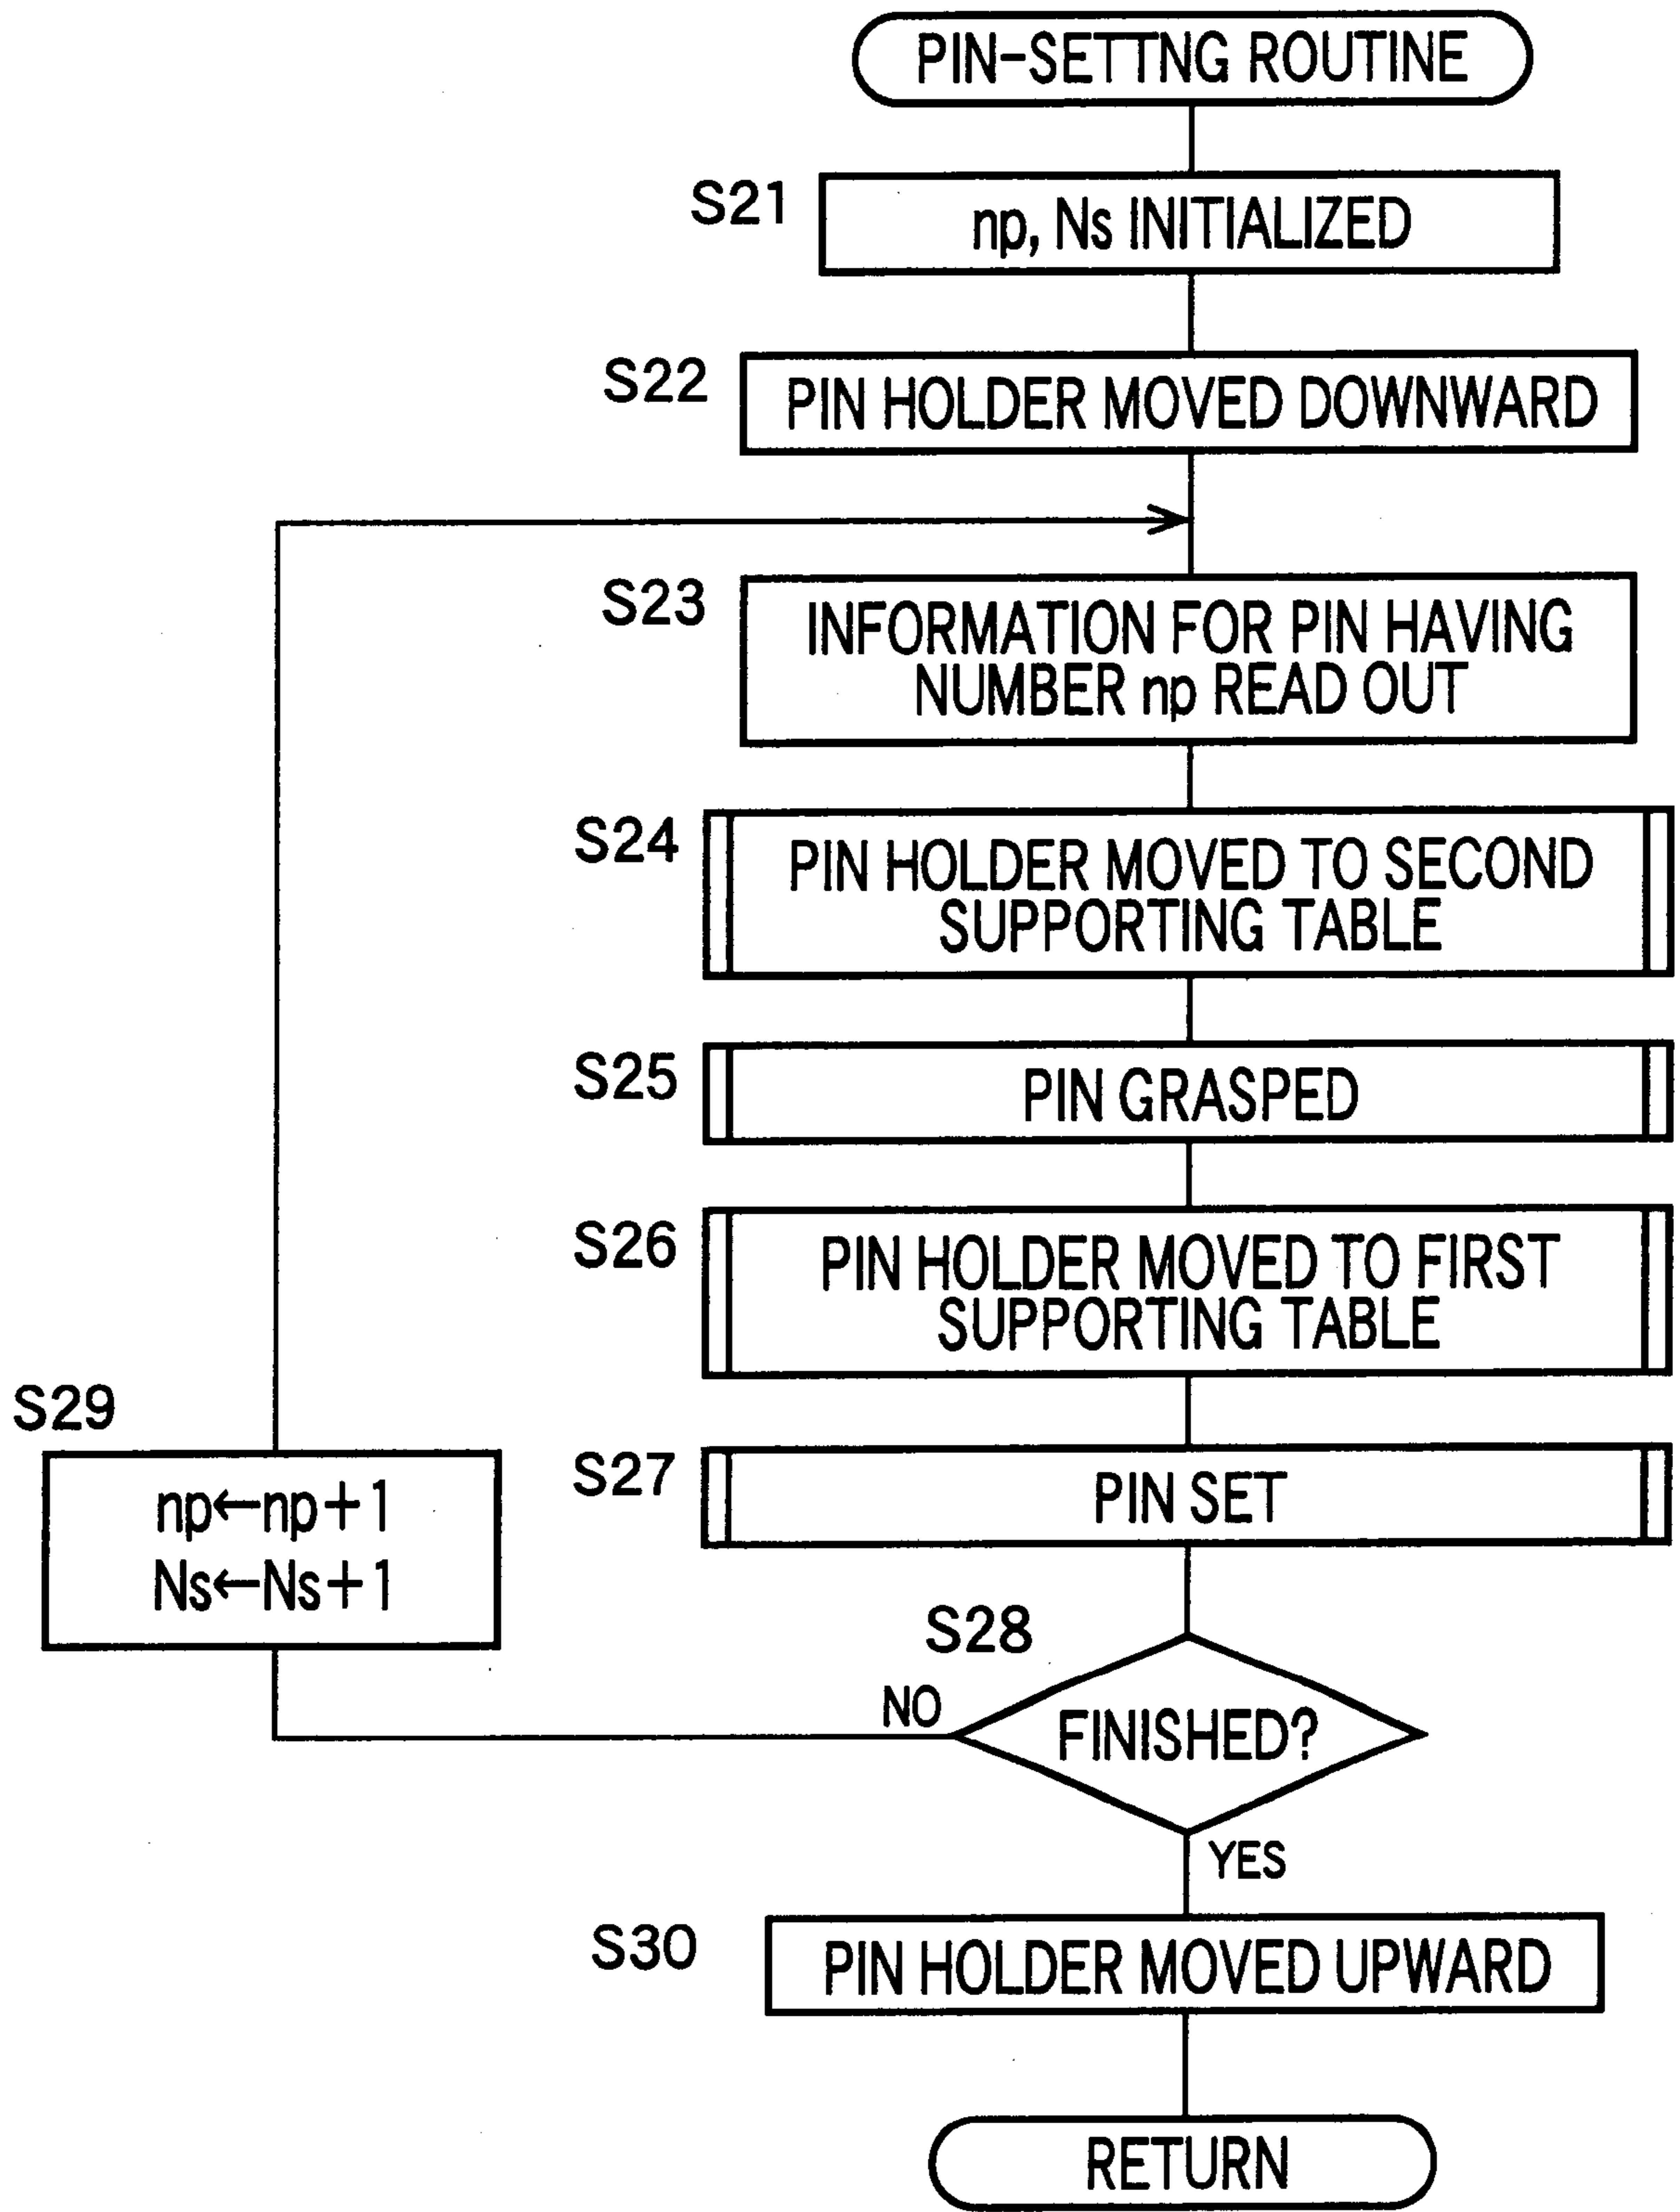 PIN-SETTNG ROUTINE
S21
np, Ns INITIALIZED
S22
PIN HOLDER MOVED DOWNWARD
S23
INFORMATION FOR PIN HAVING
NUMBER np READ OUT
S24
PIN HOLDER MOVED TO SECOND
SUPPORTING TABLE
S25
PIN GRASPED
S26
PIN HOLDER MOVED TO FIRST
SUPPORTING TABLE
S29
np←np+1
Ns←Ns+1
S27
PIN SET
S28
NO
FINISHED?
YES
S30
PIN HOLDER MOVED UPWARD
RETURN